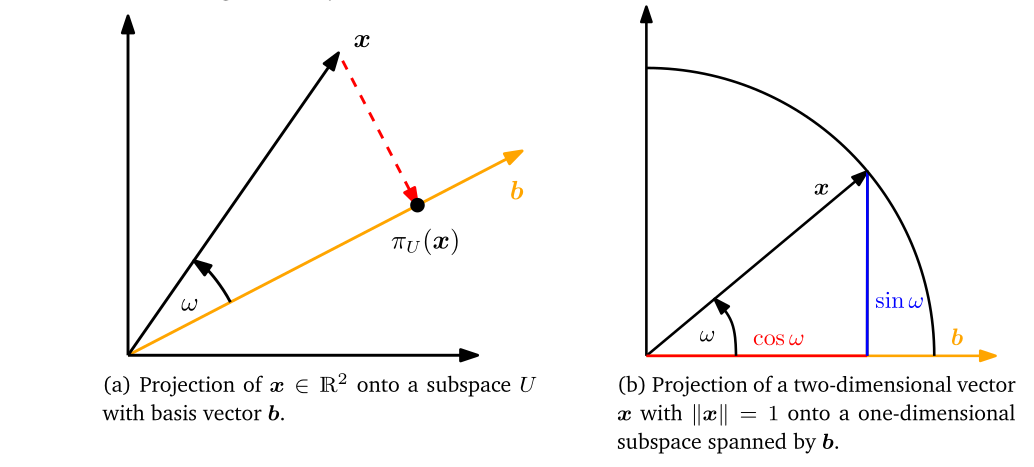 x
b
π_U(x)
ω
(a) Projection of x ∈ ℝ² onto a subspace U
with basis vector b.
x
sin ω
ω
cos ω
b
(b) Projection of a two-dimensional vector
x with ‖x‖ = 1 onto a one-dimensional
subspace spanned by b.